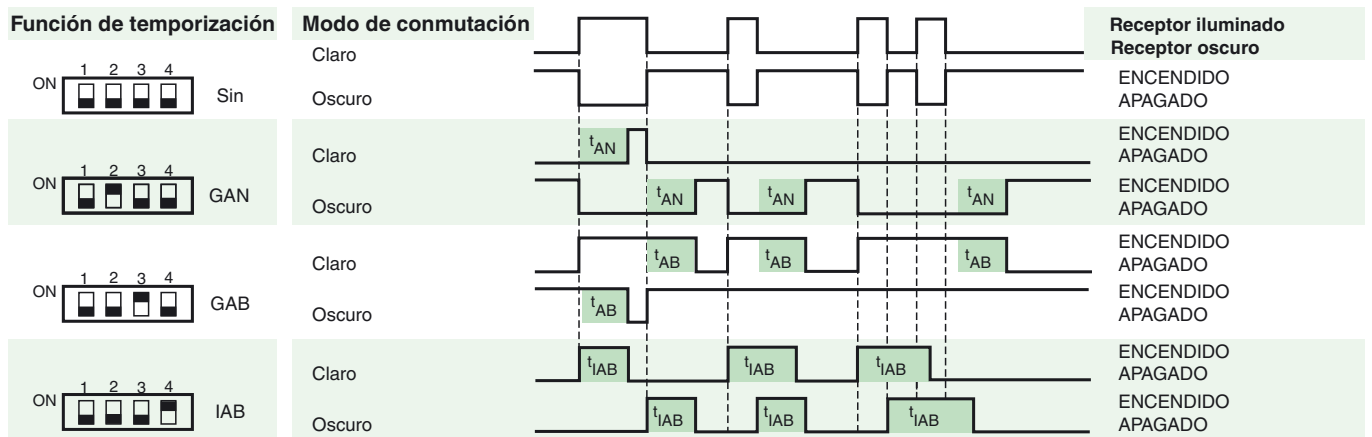 Función de temporización Modo de conmutación Receptor iluminado
Claro Receptor oscuro
ON 1 2 3 4 Sin
Oscuro ENCENDIDO
APAGADO
Claro tAN ENCENDIDO
APAGADO
ON 1 2 3 4 GAN
Oscuro tAN tAN tAN ENCENDIDO
APAGADO
Claro tAB tAB tAB ENCENDIDO
APAGADO
ON 1 2 3 4 GAB
Oscuro tAB ENCENDIDO
APAGADO
Claro tIAB tIAB tIAB ENCENDIDO
APAGADO
ON 1 2 3 4 IAB
Oscuro tIAB tIAB tIAB ENCENDIDO
APAGADO